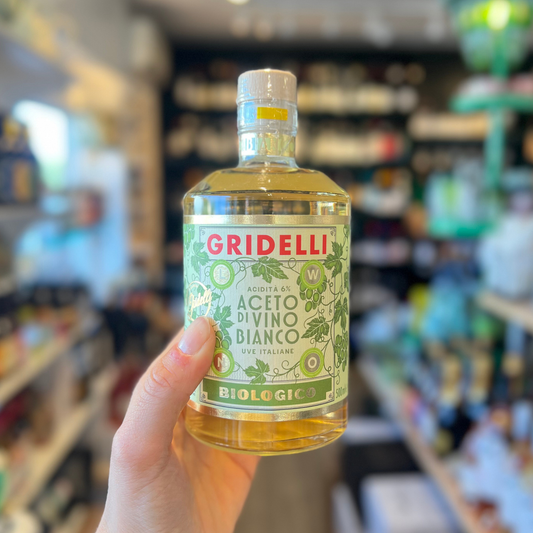 GRIDELLI
W
ACIDITÀ 6%
ACETO
DI VINO
BIANCO
UVE ITALIANE
O
BIOLOGICO